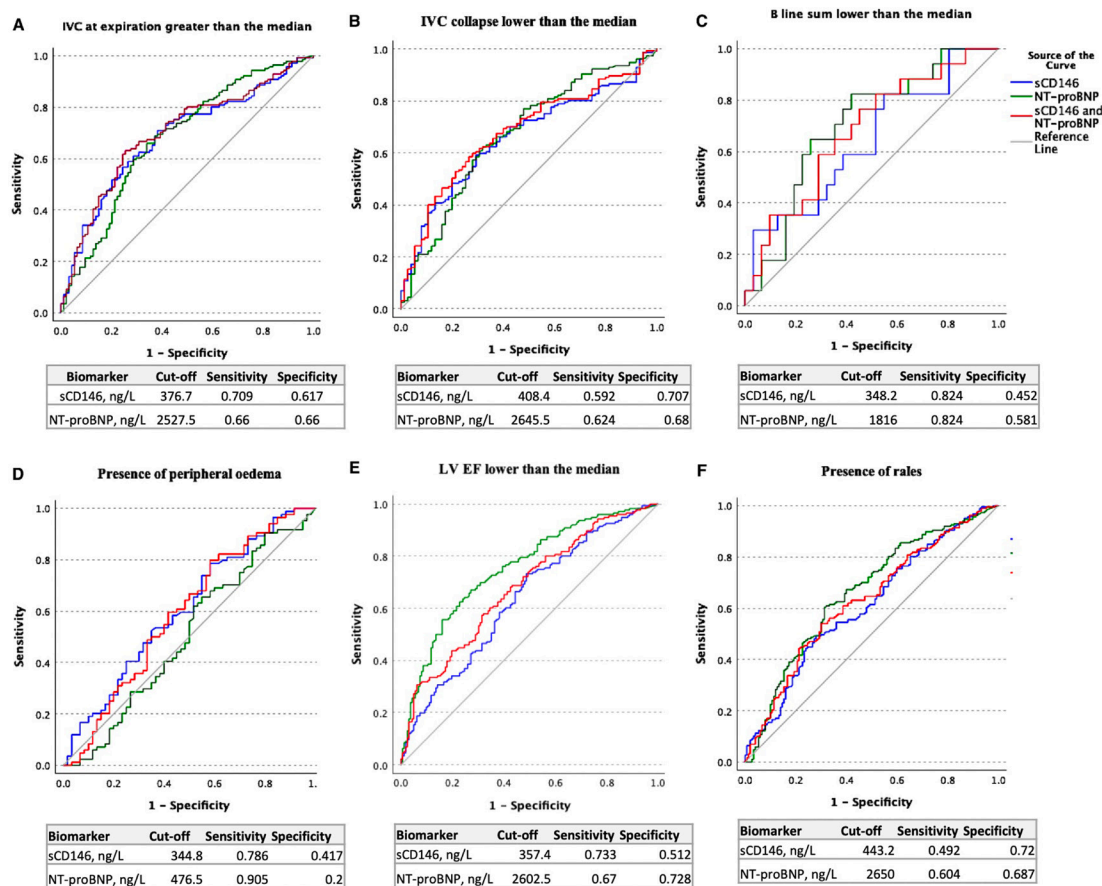 A IVC at expiration greater than the median
1.0
0.8
0.6
0.4
0.2
0.0
Sensitivity
0.0 0.2 0.4 0.6 0.8 1.0
1 - Specificity
Biomarker Cut-off Sensitivity Specificity
sCD146, ng/L 376.7 0.709 0.617
NT-proBNP, ng/L 2527.5 0.66 0.66
B IVC collapse lower than the median
1.0
0.8
0.6
0.4
0.2
0.0
Sensitivity
0.0 0.2 0.4 0.6 0.8 1.0
1 - Specificity
Biomarker Cut-off Sensitivity Specificity
sCD146, ng/L 408.4 0.592 0.707
NT-proBNP, ng/L 2645.5 0.624 0.68
C B line sum lower than the median
1.0
0.8
0.6
0.4
0.2
0.0
Sensitivity
0.0 0.2 0.4 0.6 0.8 1.0
1 - Specificity
Source of the
Curve
sCD146
NT-proBNP
sCD146 and
NT-proBNP
Reference
Line
Biomarker Cut-off Sensitivity Specificity
sCD146, ng/L 348.2 0.824 0.452
NT-proBNP, ng/L 1816 0.824 0.581
D Presence of peripheral oedema
1.0
0.8
0.6
0.4
0.2
0.0
Sensitivity
0.0 0.2 0.4 0.6 0.8 1.0
1 - Specificity
Biomarker Cut-off Sensitivity Specificity
sCD146, ng/L 344.8 0.786 0.417
NT-proBNP, ng/L 476.5 0.905 0.2
E LV EF lower than the median
1.0
0.8
0.6
0.4
0.2
0.0
Sensitivity
0.0 0.2 0.4 0.6 0.8 1.0
1 - Specificity
Biomarker Cut-off Sensitivity Specificity
sCD146, ng/L 357.4 0.733 0.512
NT-proBNP, ng/L 2602.5 0.67 0.728
F Presence of rales
1.0
0.8
0.6
0.4
0.2
0.0
Sensitivity
0.0 0.2 0.4 0.6 0.8 1.0
1 - Specificity
Biomarker Cut-off Sensitivity Specificity
sCD146, ng/L 443.2 0.492 0.72
NT-proBNP, ng/L 2650 0.604 0.687